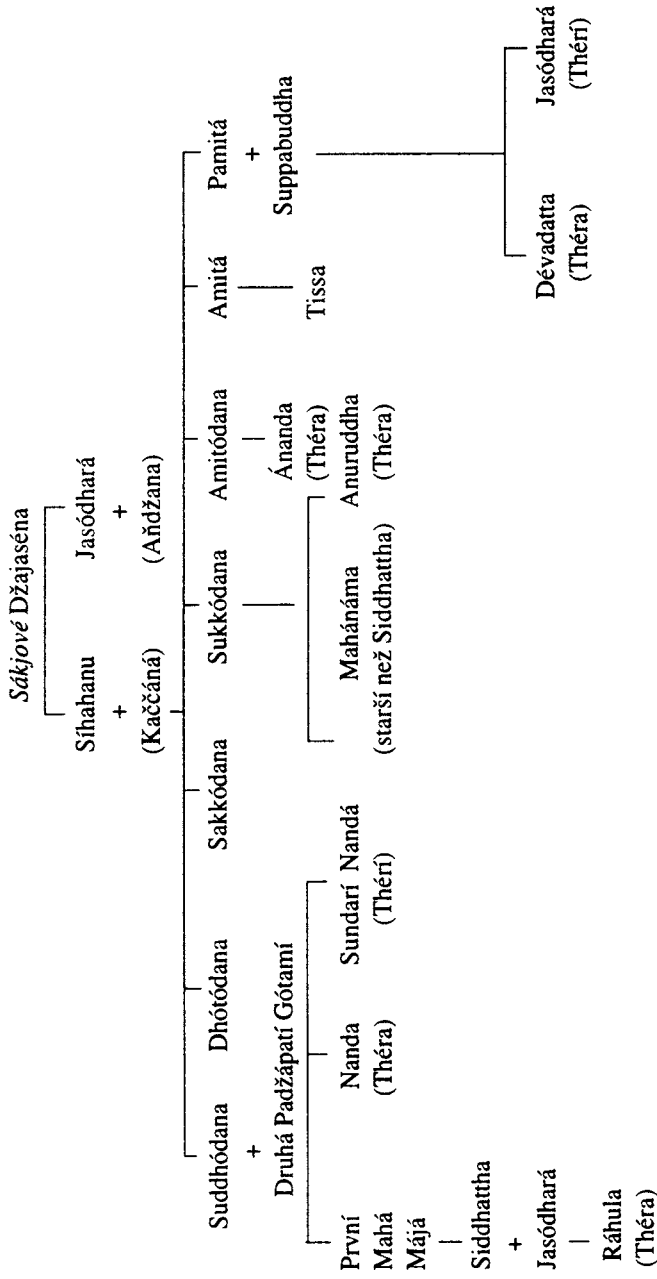 Sákjové Džajaséna
Síhahanu Jasódhará
+ +
(Kaččáná) (Aňdžana)
Suddhódana Dhótódana Sakkódana Sukkódana Amitódana Amitá Pamitá
+ +
Druhá Padžápatí Gótamí Ánanda Tissa Suppabuddha
(Théra)
První Nanda Sundarí Nandá Mahánáma Anuruddha
Mahá (Théra) (Thérí) (starší než Siddhattha) (Théra)
Májá
Siddhattha Dévadatta Jasódhará
+ (Théra) (Thérí)
Jasódhará
Ráhula
(Théra)